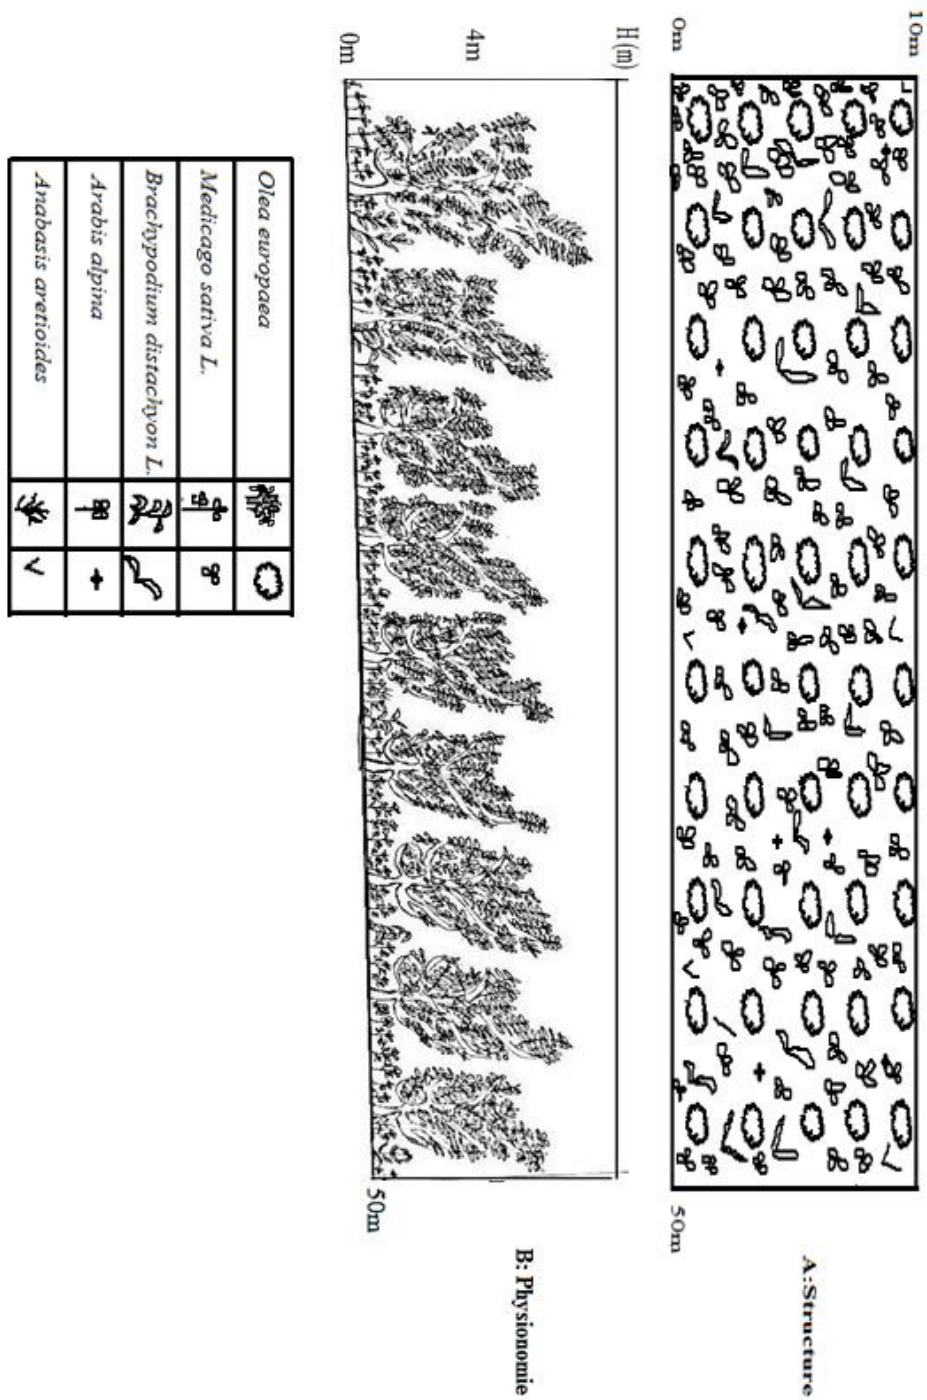 10m
0m
50m
A:Structure
H(m)
4m
0m
50m
B: Physionomie
Olea europaea
Medicago sativa L.
Brachypodium distachyon L.
Arabis alpina
Anabasis aretioides